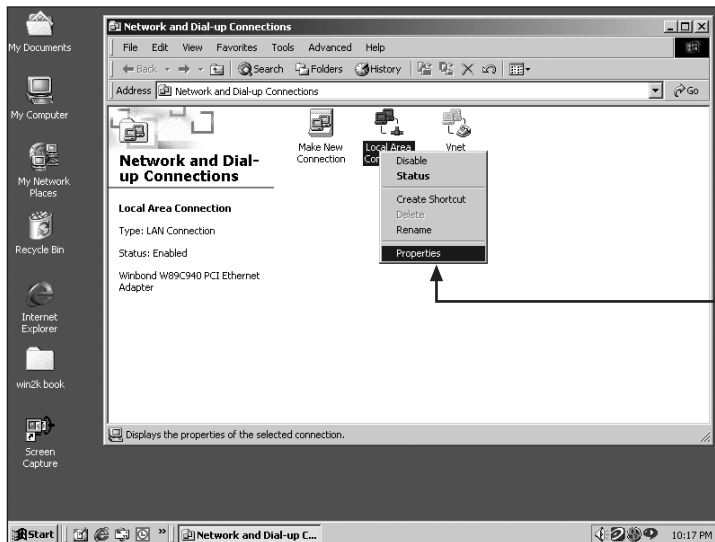 My Documents
My Computer
My Network
Places
Recycle Bin
Internet
Explorer
win2k book
Screen
Capture
Network and Dial-up Connections
File Edit View Favorites Tools Advanced Help
Back Search Folders History
Address Network and Dial-up Connections Go
Network and Dial-
up Connections
Local Area Connection
Type: LAN Connection
Status: Enabled
Winbond W89C940 PCI Ethernet
Adapter
Make New
Connection
Local Area
Vnet
Disable
Status
Create Shortcut
Delete
Rename
Properties
Displays the properties of the selected connection.
Start » Network and Dial-up C... 10:17 PM